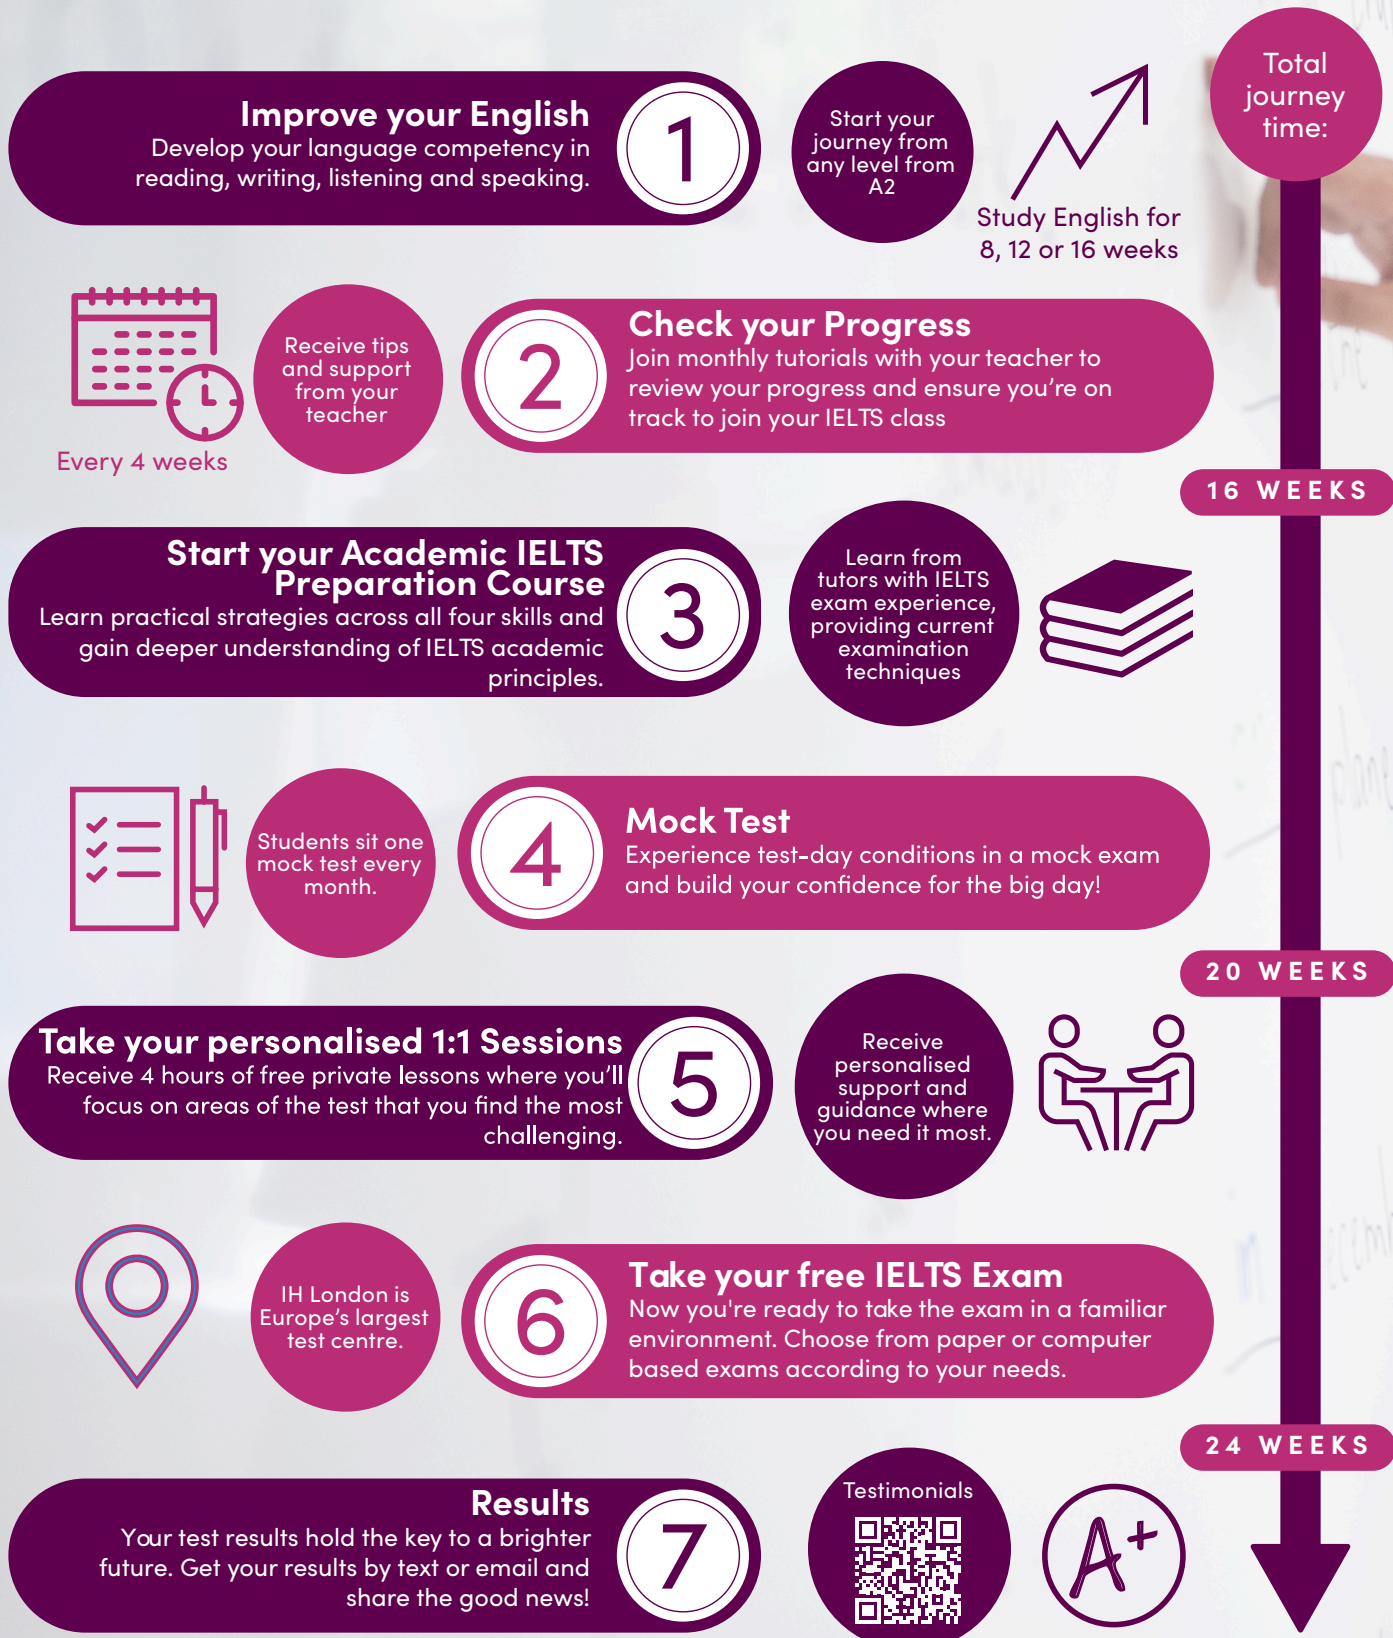 Total
journey
time:
Improve your English
Develop your language competency in
reading, writing, listening and speaking.
1
Start your
journey from
any level from
A2
Study English for
8, 12 or 16 weeks
Every 4 weeks
Receive tips
and support
from your
teacher
2
Check your Progress
Join monthly tutorials with your teacher to
review your progress and ensure you're on
track to join your IELTS class
16 WEEKS
Start your Academic IELTS
Preparation Course
Learn practical strategies across all four skills and
gain deeper understanding of IELTS academic
principles.
3
Learn from
tutors with IELTS
exam experience,
providing current
examination
techniques
Students sit one
mock test every
month.
4
Mock Test
Experience test-day conditions in a mock exam
and build your confidence for the big day!
20 WEEKS
Take your personalised 1:1 Sessions
Receive 4 hours of free private lessons where you'll
focus on areas of the test that you find the most
challenging.
5
Receive
personalised
support and
guidance where
you need it most.
IH London is
Europe's largest
test centre.
6
Take your free IELTS Exam
Now you're ready to take the exam in a familiar
environment. Choose from paper or computer
based exams according to your needs.
24 WEEKS
Results
Your test results hold the key to a brighter
future. Get your results by text or email and
share the good news!
7
Testimonials
A+